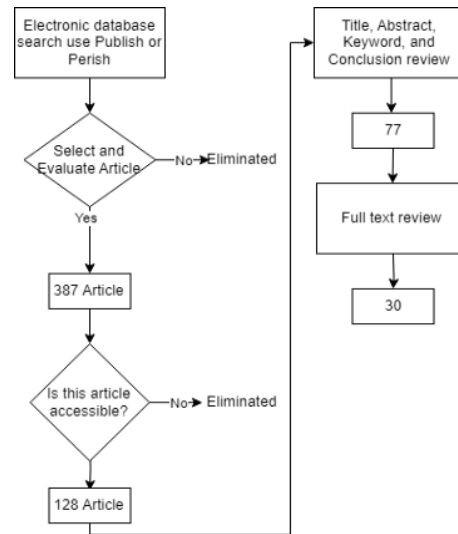 Electronic database
search use Publish or
Perish
Select and
Evaluate Article
No
Eliminated
Yes
387 Article
Is this article
accessible?
No
Eliminated
128 Article
Title, Abstract,
Keyword, and
Conclusion review
77
Full text review
30